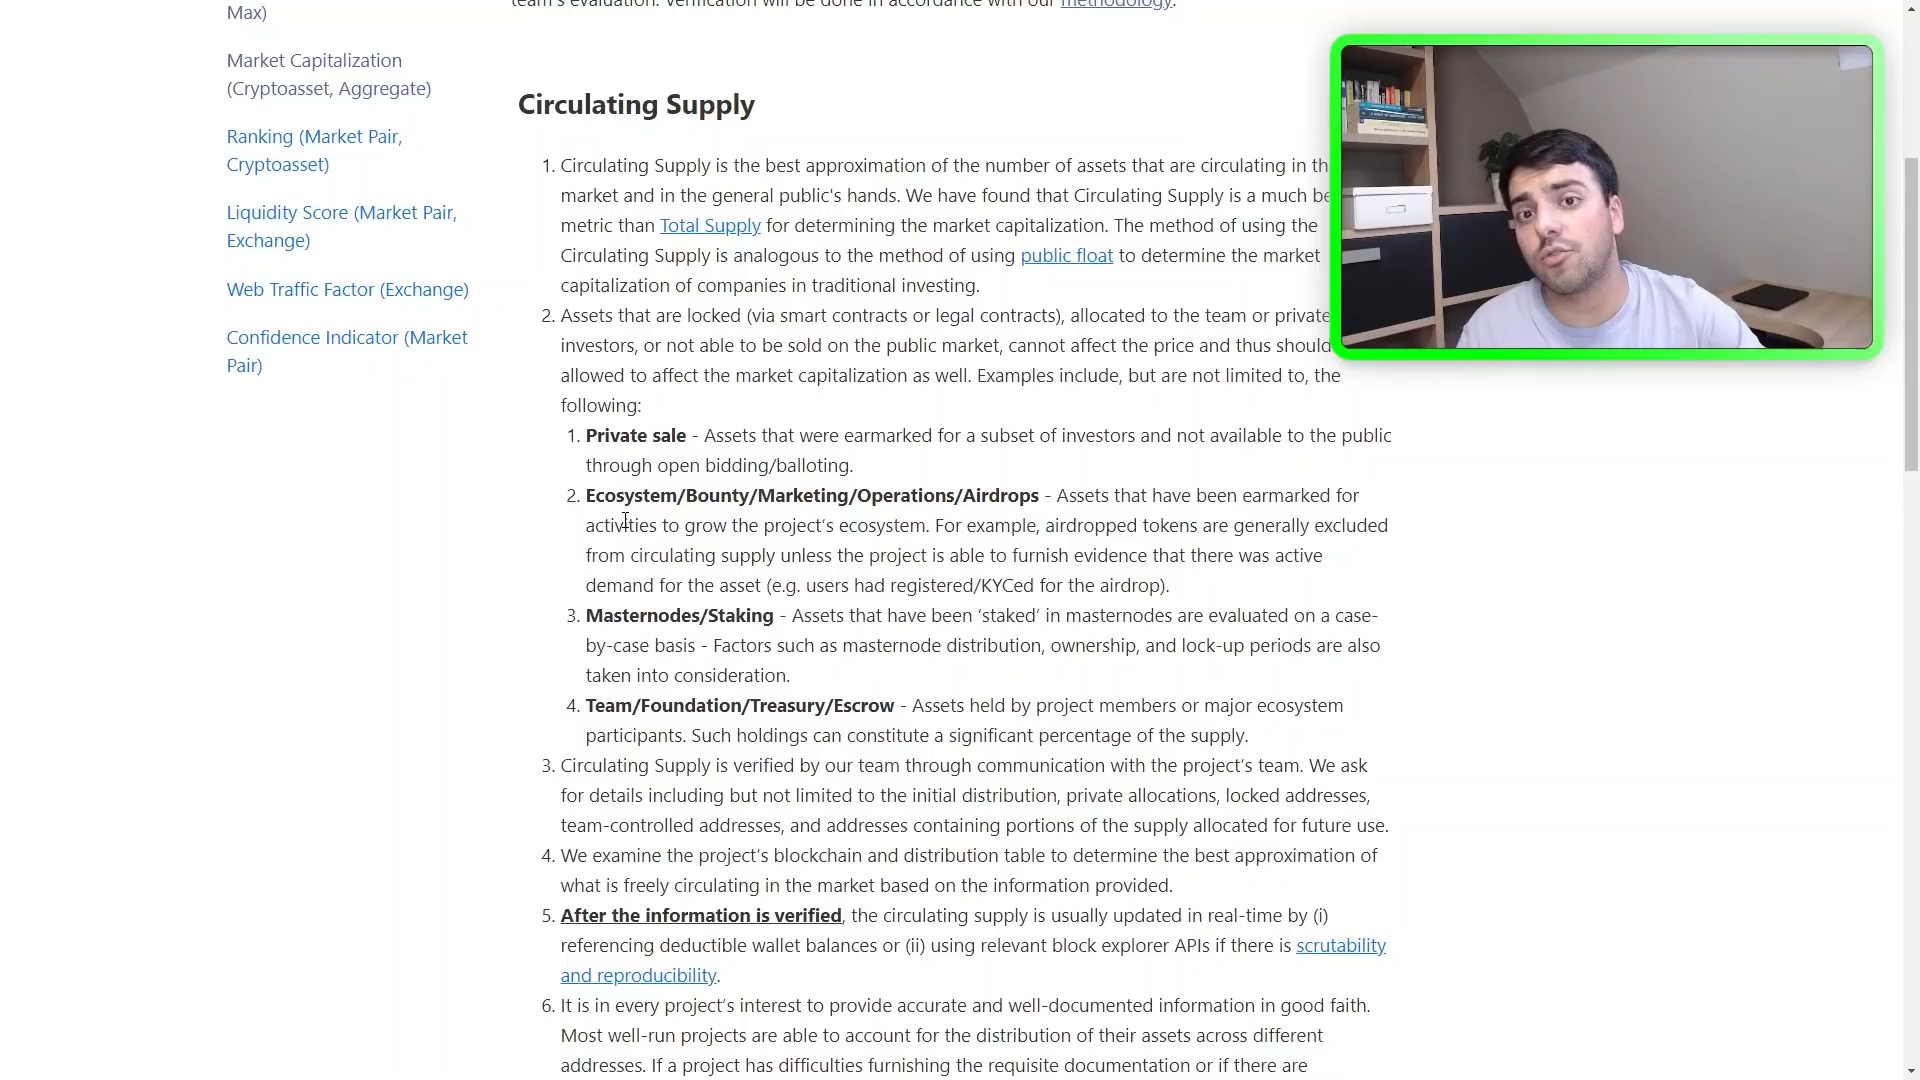 Max)
Market Capitalization
(Cryptoasset, Aggregate)
Ranking (Market Pair,
Cryptoasset)
Liquidity Score (Market Pair,
Exchange)
Web Traffic Factor (Exchange)
Confidence Indicator (Market
Pair)
team's evaluation. Verification will be done in accordance with our methodology.
Circulating Supply
1. Circulating Supply is the best approximation of the number of assets that are circulating in th
market and in the general public's hands. We have found that Circulating Supply is a much be
metric than Total Supply for determining the market capitalization. The method of using the
Circulating Supply is analogous to the method of using public float to determine the market
capitalization of companies in traditional investing.
2. Assets that are locked (via smart contracts or legal contracts), allocated to the team or private
investors, or not able to be sold on the public market, cannot affect the price and thus should
allowed to affect the market capitalization as well. Examples include, but are not limited to, the
following:
1. Private sale - Assets that were earmarked for a subset of investors and not available to the public
through open bidding/balloting.
2. Ecosystem/Bounty/Marketing/Operations/Airdrops - Assets that have been earmarked for
activities to grow the project's ecosystem. For example, airdropped tokens are generally excluded
from circulating supply unless the project is able to furnish evidence that there was active
demand for the asset (e.g. users had registered/KYCed for the airdrop).
3. Masternodes/Staking - Assets that have been ‘staked’ in masternodes are evaluated on a case-
by-case basis - Factors such as masternode distribution, ownership, and lock-up periods are also
taken into consideration.
4. Team/Foundation/Treasury/Escrow - Assets held by project members or major ecosystem
participants. Such holdings can constitute a significant percentage of the supply.
3. Circulating Supply is verified by our team through communication with the project's team. We ask
for details including but not limited to the initial distribution, private allocations, locked addresses,
team-controlled addresses, and addresses containing portions of the supply allocated for future use.
4. We examine the project's blockchain and distribution table to determine the best approximation of
what is freely circulating in the market based on the information provided.
5. After the information is verified, the circulating supply is usually updated in real-time by (i)
referencing deductible wallet balances or (ii) using relevant block explorer APIs if there is scrutability
and reproducibility.
6. It is in every project's interest to provide accurate and well-documented information in good faith.
Most well-run projects are able to account for the distribution of their assets across different
addresses. If a project has difficulties furnishing the requisite documentation or if there are